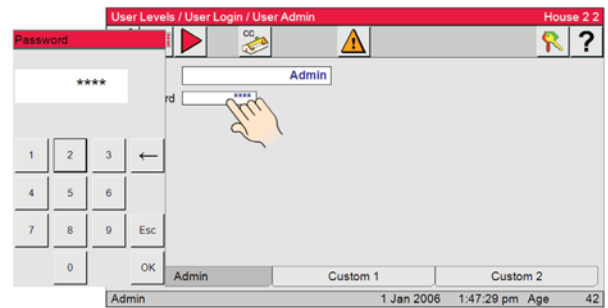 User Levels / User Login / User Admin House 2 2
Password
CC
?
Admin
****
rd ****
1 2 3 ←
4 5 6
7 8 9 Esc
0 OK
Admin Custom 1 Custom 2
Admin 1 Jan 2006 1:47:29 pm Age 42